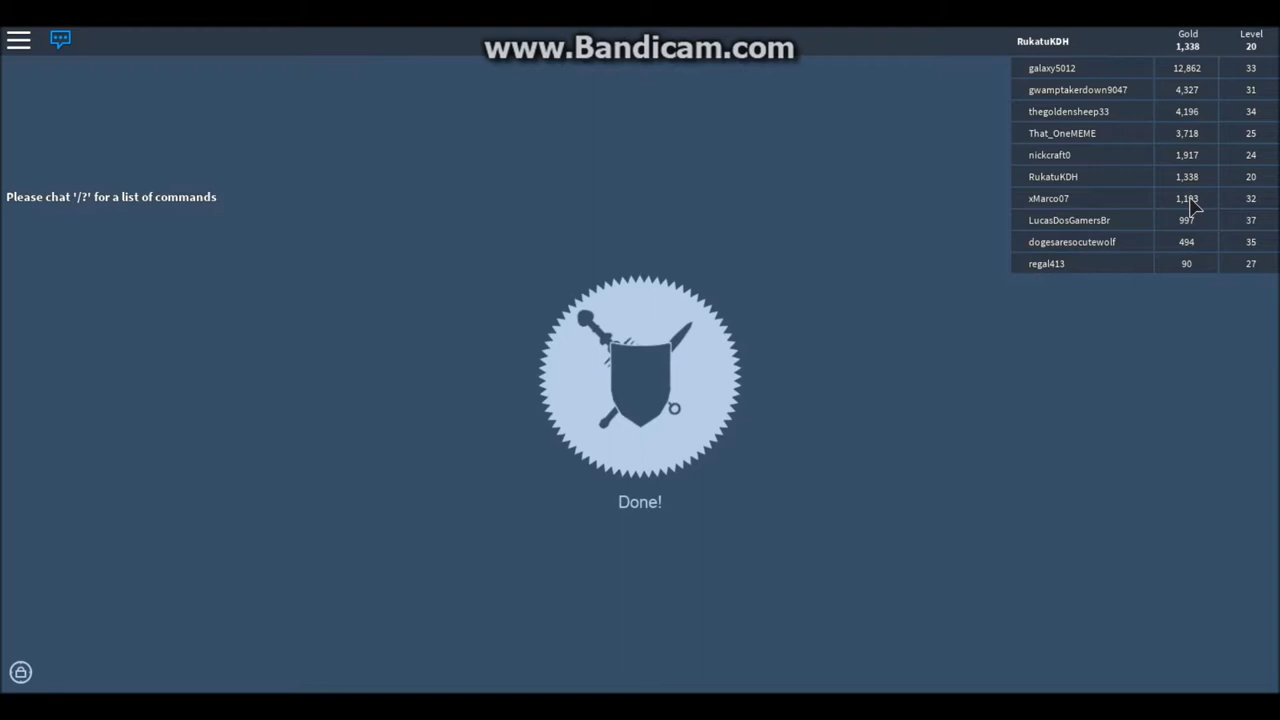 www.Bandicam.com
RukatuKDH Gold 1,338 Level 20
galaxy5012 12,862 33
gwamptakerdown9047 4,327 31
thegoldensheep33 4,196 34
That_OneMEME 3,718 25
nickcraft0 1,917 24
RukatuKDH 1,338 20
xMarco07 32
LucasDosGamersBr 997 37
dogesaresocutewolf 494 35
regal413 90 27
Please chat '/?' for a list of commands
Done!